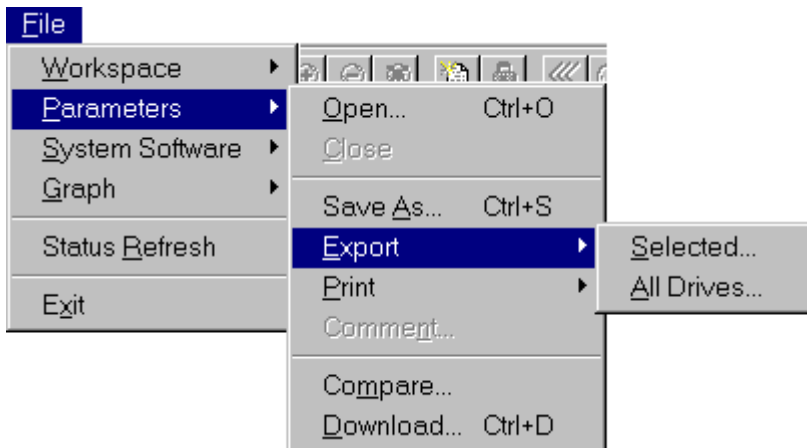 File
Workspace
Parameters
System Software
Graph
Status Refresh
Exit
Open... Ctrl+O
Close
Save As... Ctrl+S
Export
Print
Comment...
Compare...
Download... Ctrl+D
Selected...
All Drives...